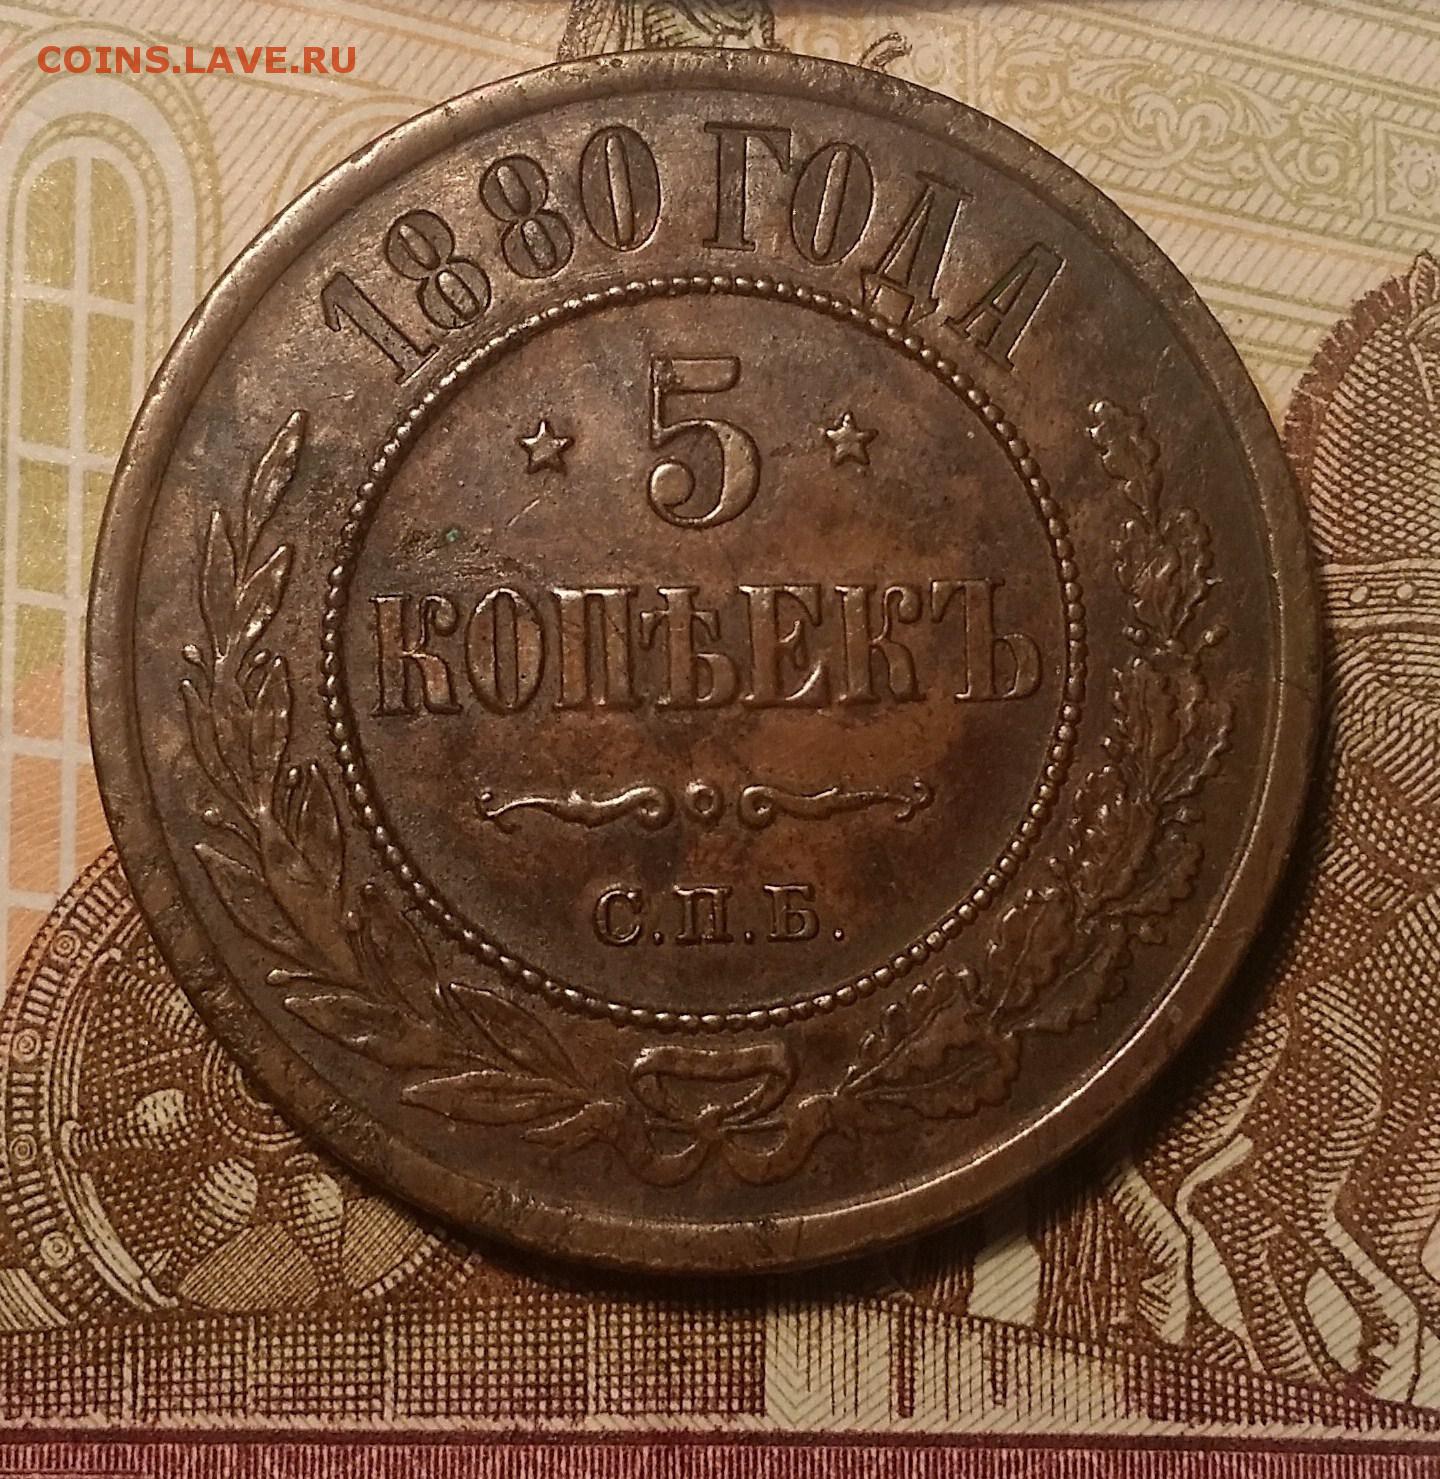 COINS.LAVE.RU
1880 ГОДА
5
КОПѢЕКЪ
С.П.Б.